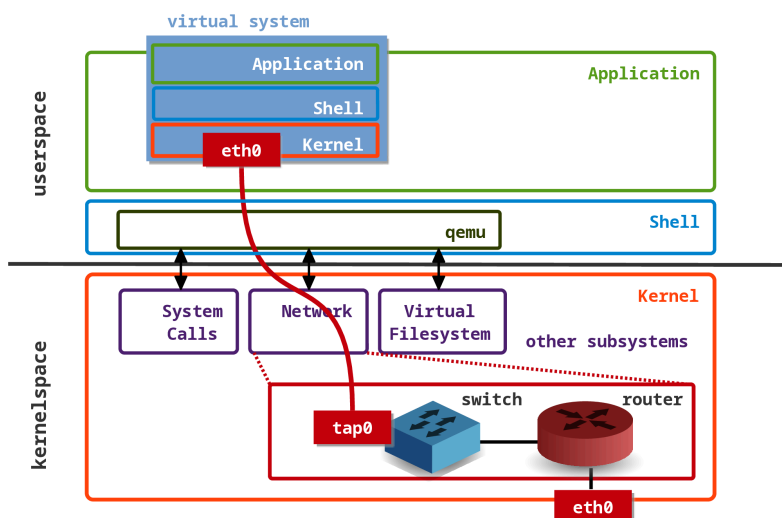 virtual system
Application
Application
Shell
Kernel
eth0
userspace
Shell
qemu
Kernel
System
Calls
Network
Virtual
Filesystem
other subsystems
kernelspace
switch
router
tap0
eth0